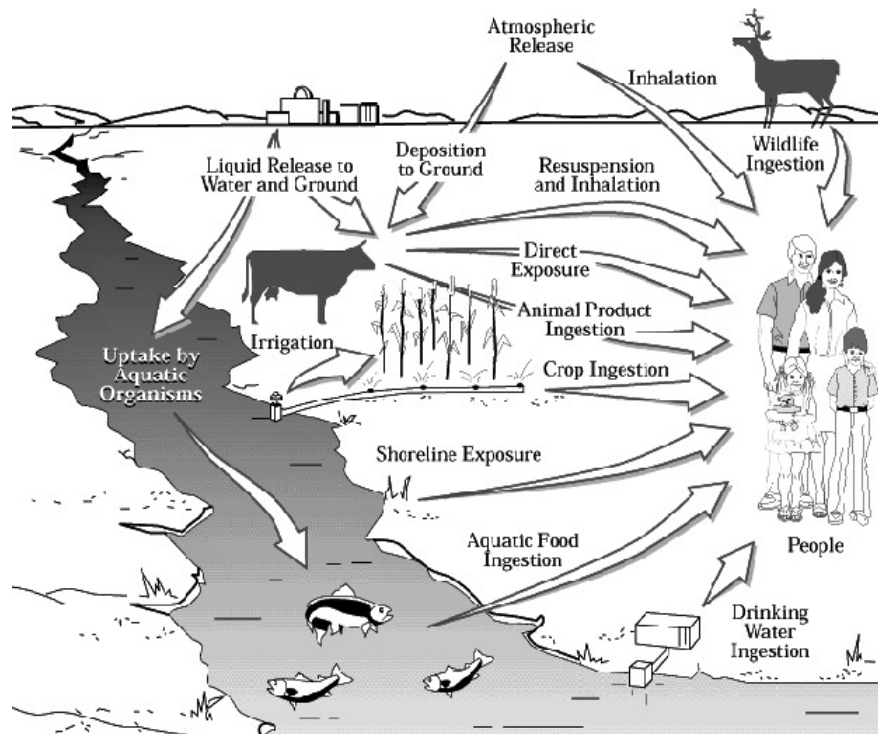 Atmospheric
Release
Inhalation
Wildlife
Ingestion
Liquid Release to
Water and Ground
Deposition
to Ground
Resuspension
and Inhalation
Direct
Exposure
Animal Product
Ingestion
Irrigation
Crop Ingestion
Uptake by
Aquatic
Organisms
Shoreline Exposure
Aquatic Food
Ingestion
People
Drinking
Water
Ingestion